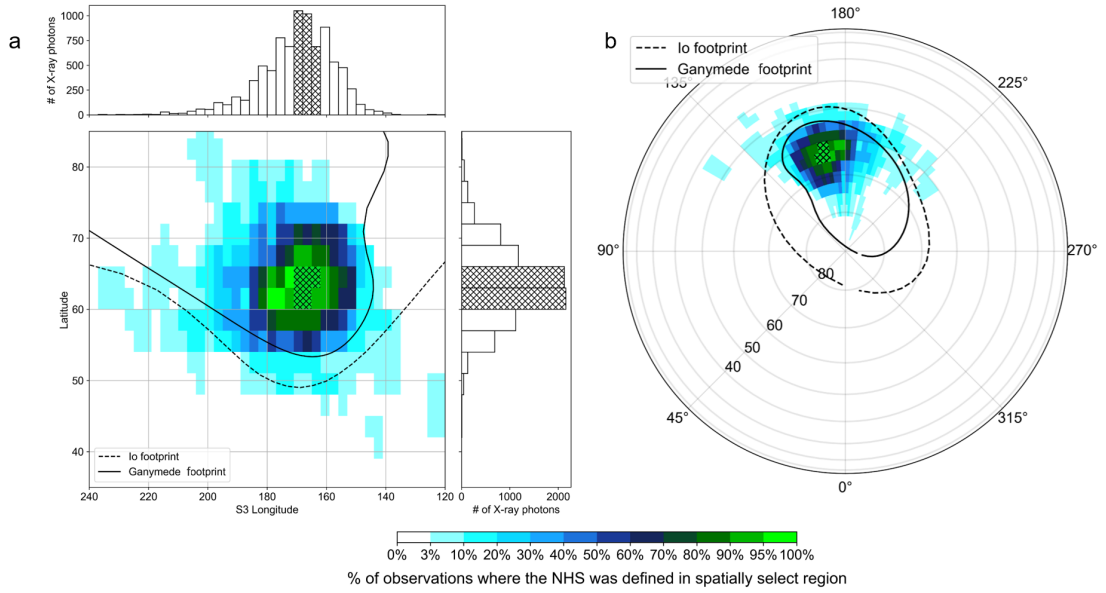 a
# of X-ray photons
1000
750
500
250
0
Latitude
80
70
60
50
40
Io footprint
Ganymede footprint
240 220 200 180 160 140 120
S3 Longitude
0 1000 2000
# of X-ray photons
b
Io footprint
Ganymede footprint
180°
135°
225°
90°
270°
80
70
60
50
40
45°
315°
0°
0% 3% 10% 20% 30% 40% 50% 60% 70% 80% 90% 95% 100%
% of observations where the NHS was defined in spatially select region